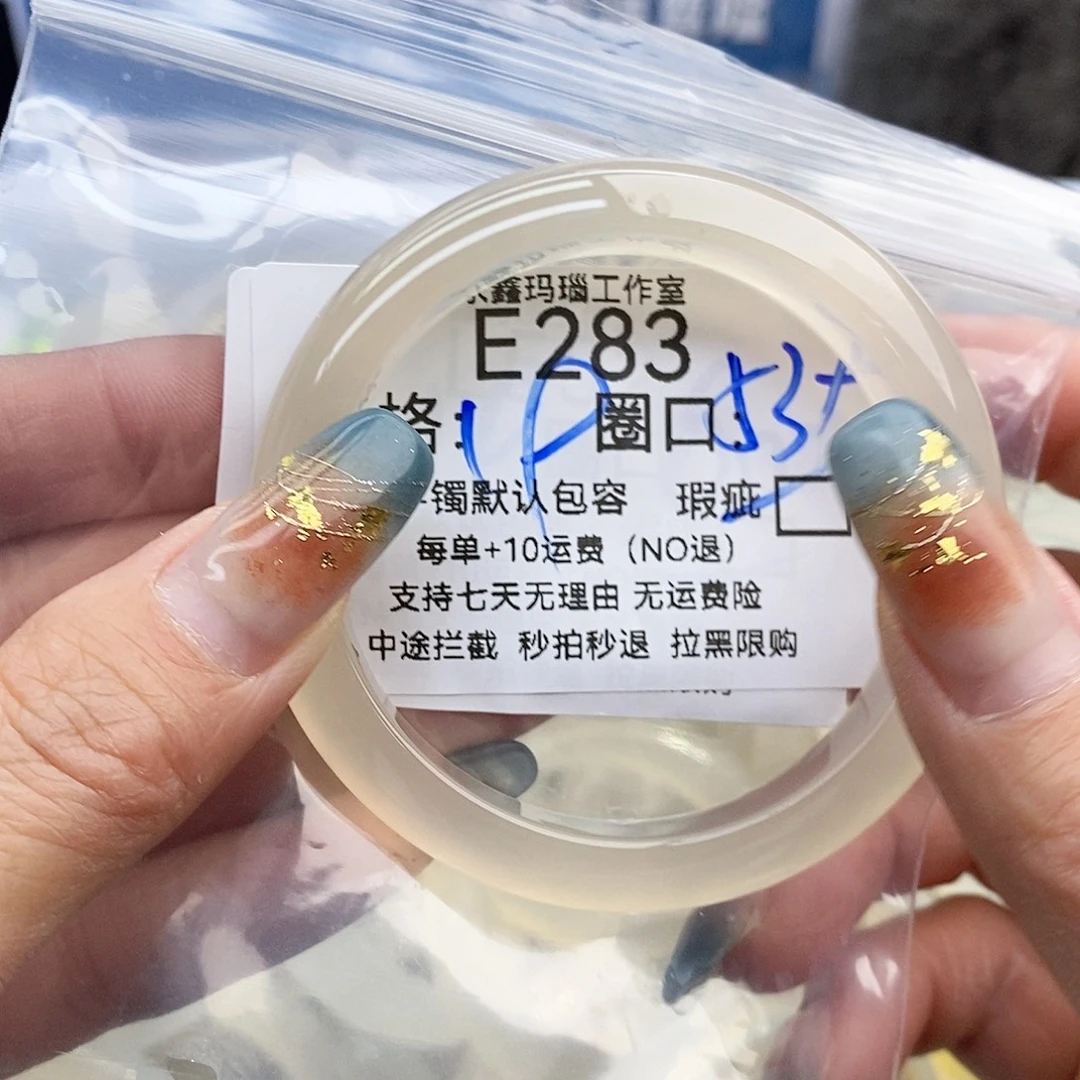 鑫玛瑙工作室
E283
格：1P 圈口：53+
镯默认包容 瑕疵
每单+10运费（NO退）
支持七天无理由 无运费险
中途拦截 秒拍秒退 拉黑限购